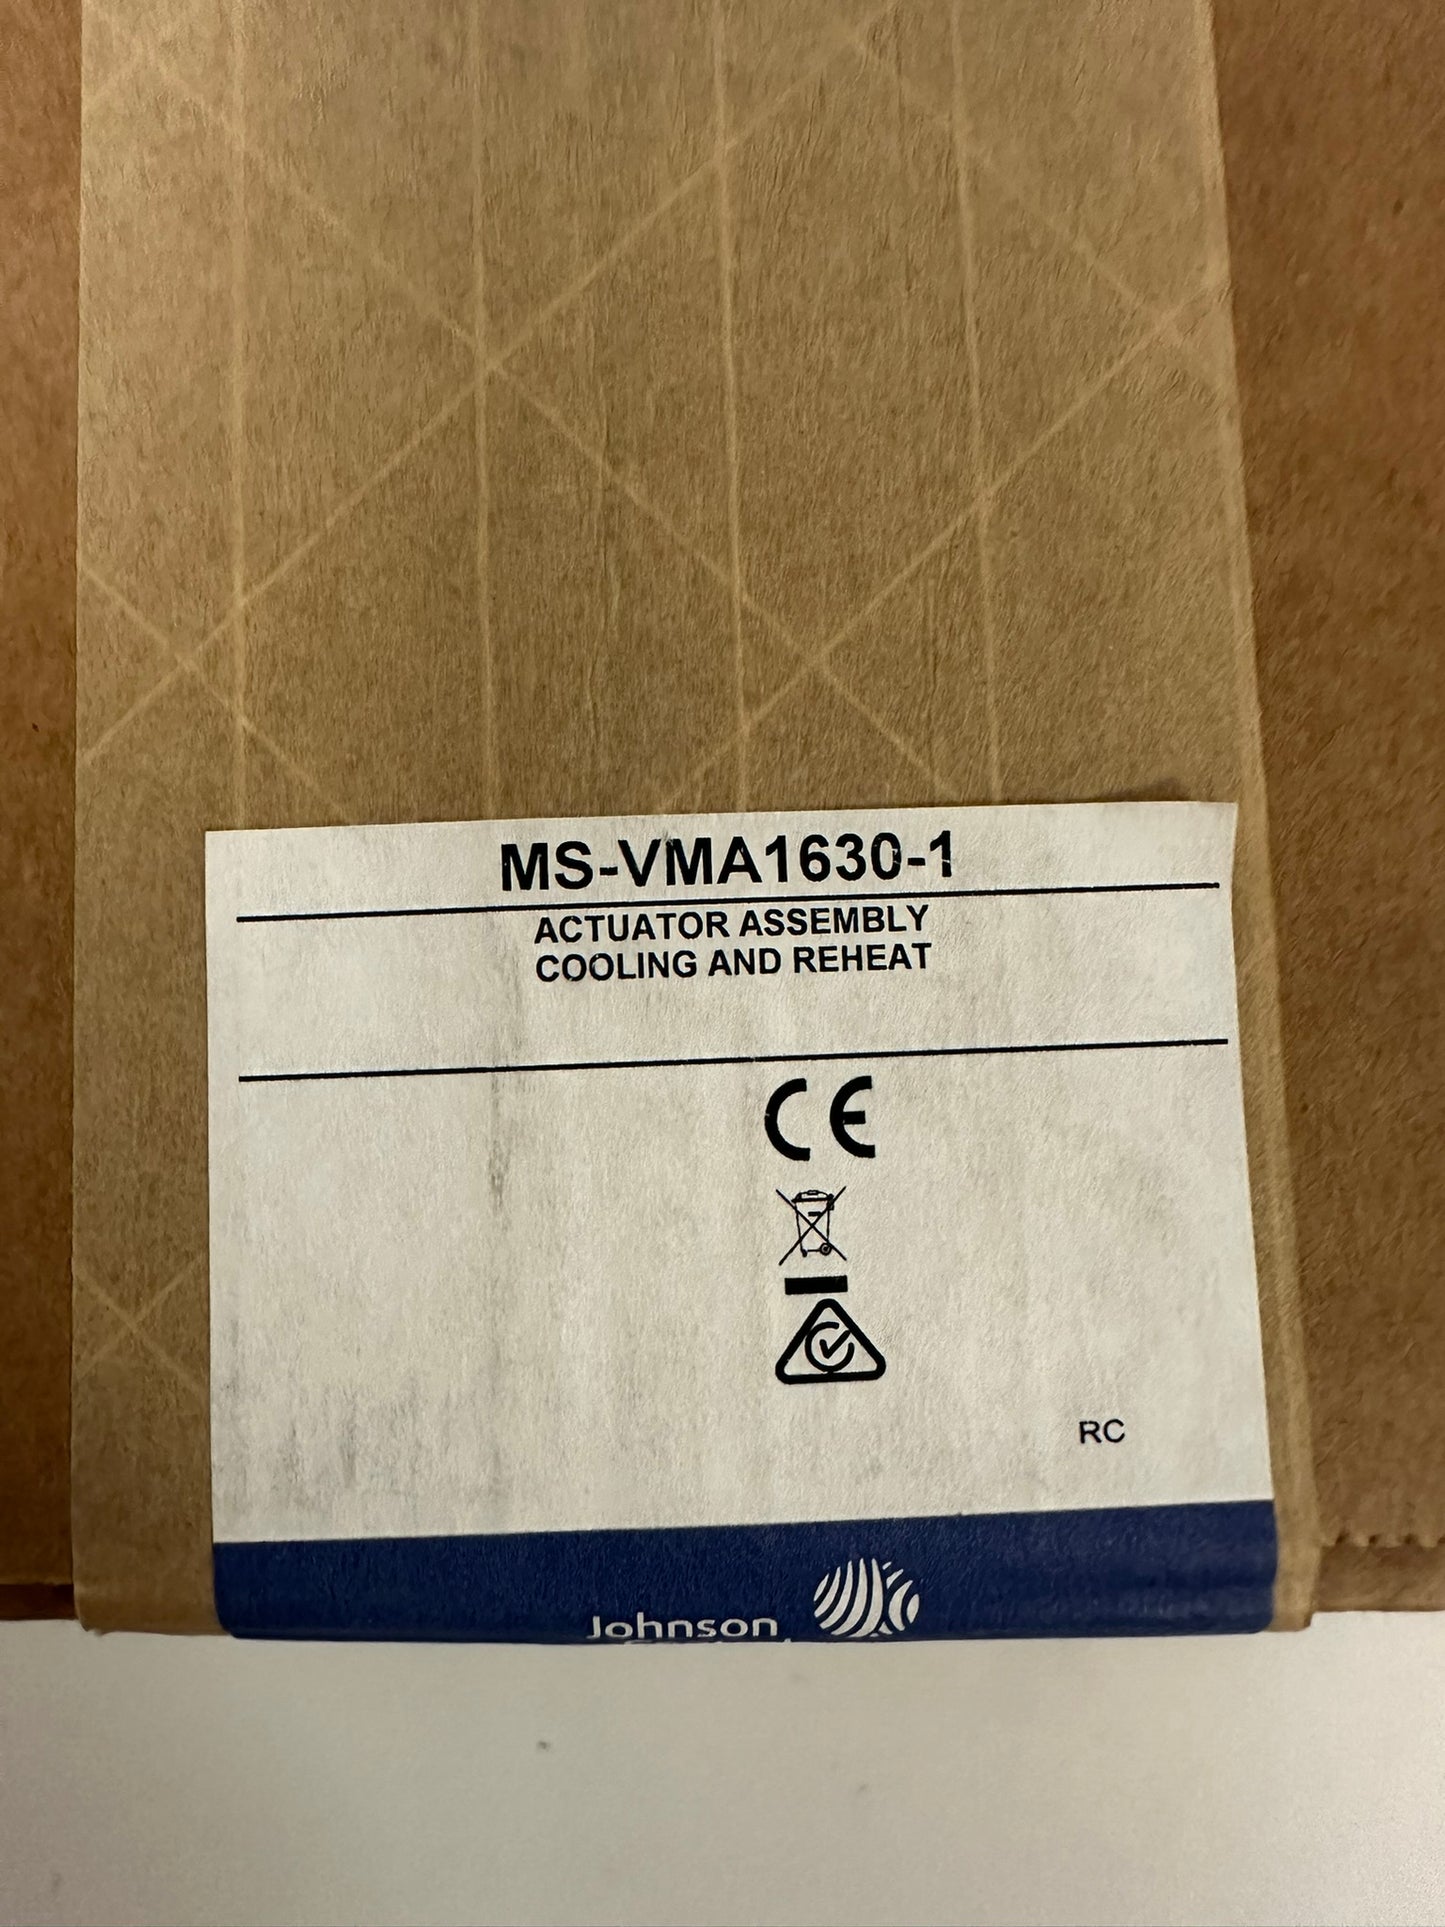 MS-VMA1630-1
ACTUATOR ASSEMBLY
COOLING AND REHEAT
CE
RC
Johnson